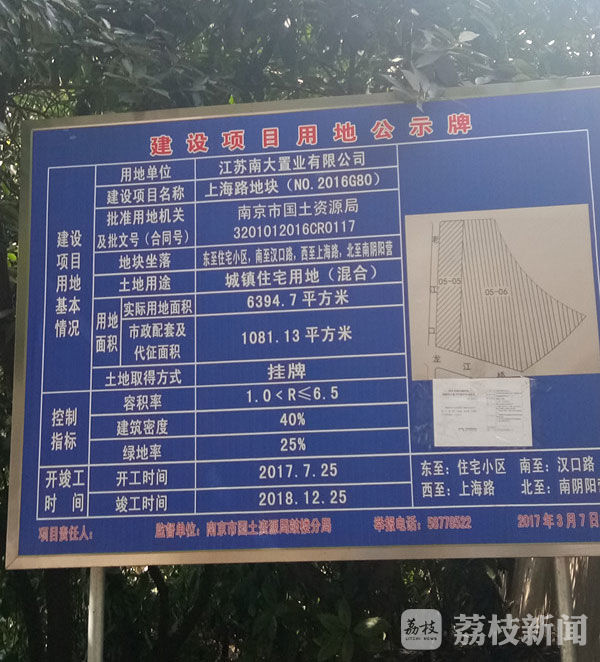 建设项目用地公示牌
建设项目用地基本情况
用地单位 江苏南大置业有限公司
建设项目名称 上海路地块（NO.2016G80）
批准用地机关及批文号（合同号） 南京市国土资源局 3201012016CR0117
地块坐落 东至住宅小区，南至汉口路，西至上海路，北至南阴阳营
土地用途 城镇住宅用地（混合）
用地面积
实际用地面积 6394.7平方米
市政配套及代征面积 1081.13平方米
土地取得方式 挂牌
控制指标
容积率 1.0<R≤6.5
建筑密度 40%
绿地率 25%
开竣工时间
开工时间 2017.7.25
竣工时间 2018.12.25
05-05
05-06
江
口
龙 江
东至：住宅小区 南至：汉口路
西至：上海路 北至：南阴阳营
项目责任人： 监督单位：南京市国土资源局鼓楼分局 举报电话：58776522 2017年3月7日
荔枝
LITCHI NEWS
荔枝新闻